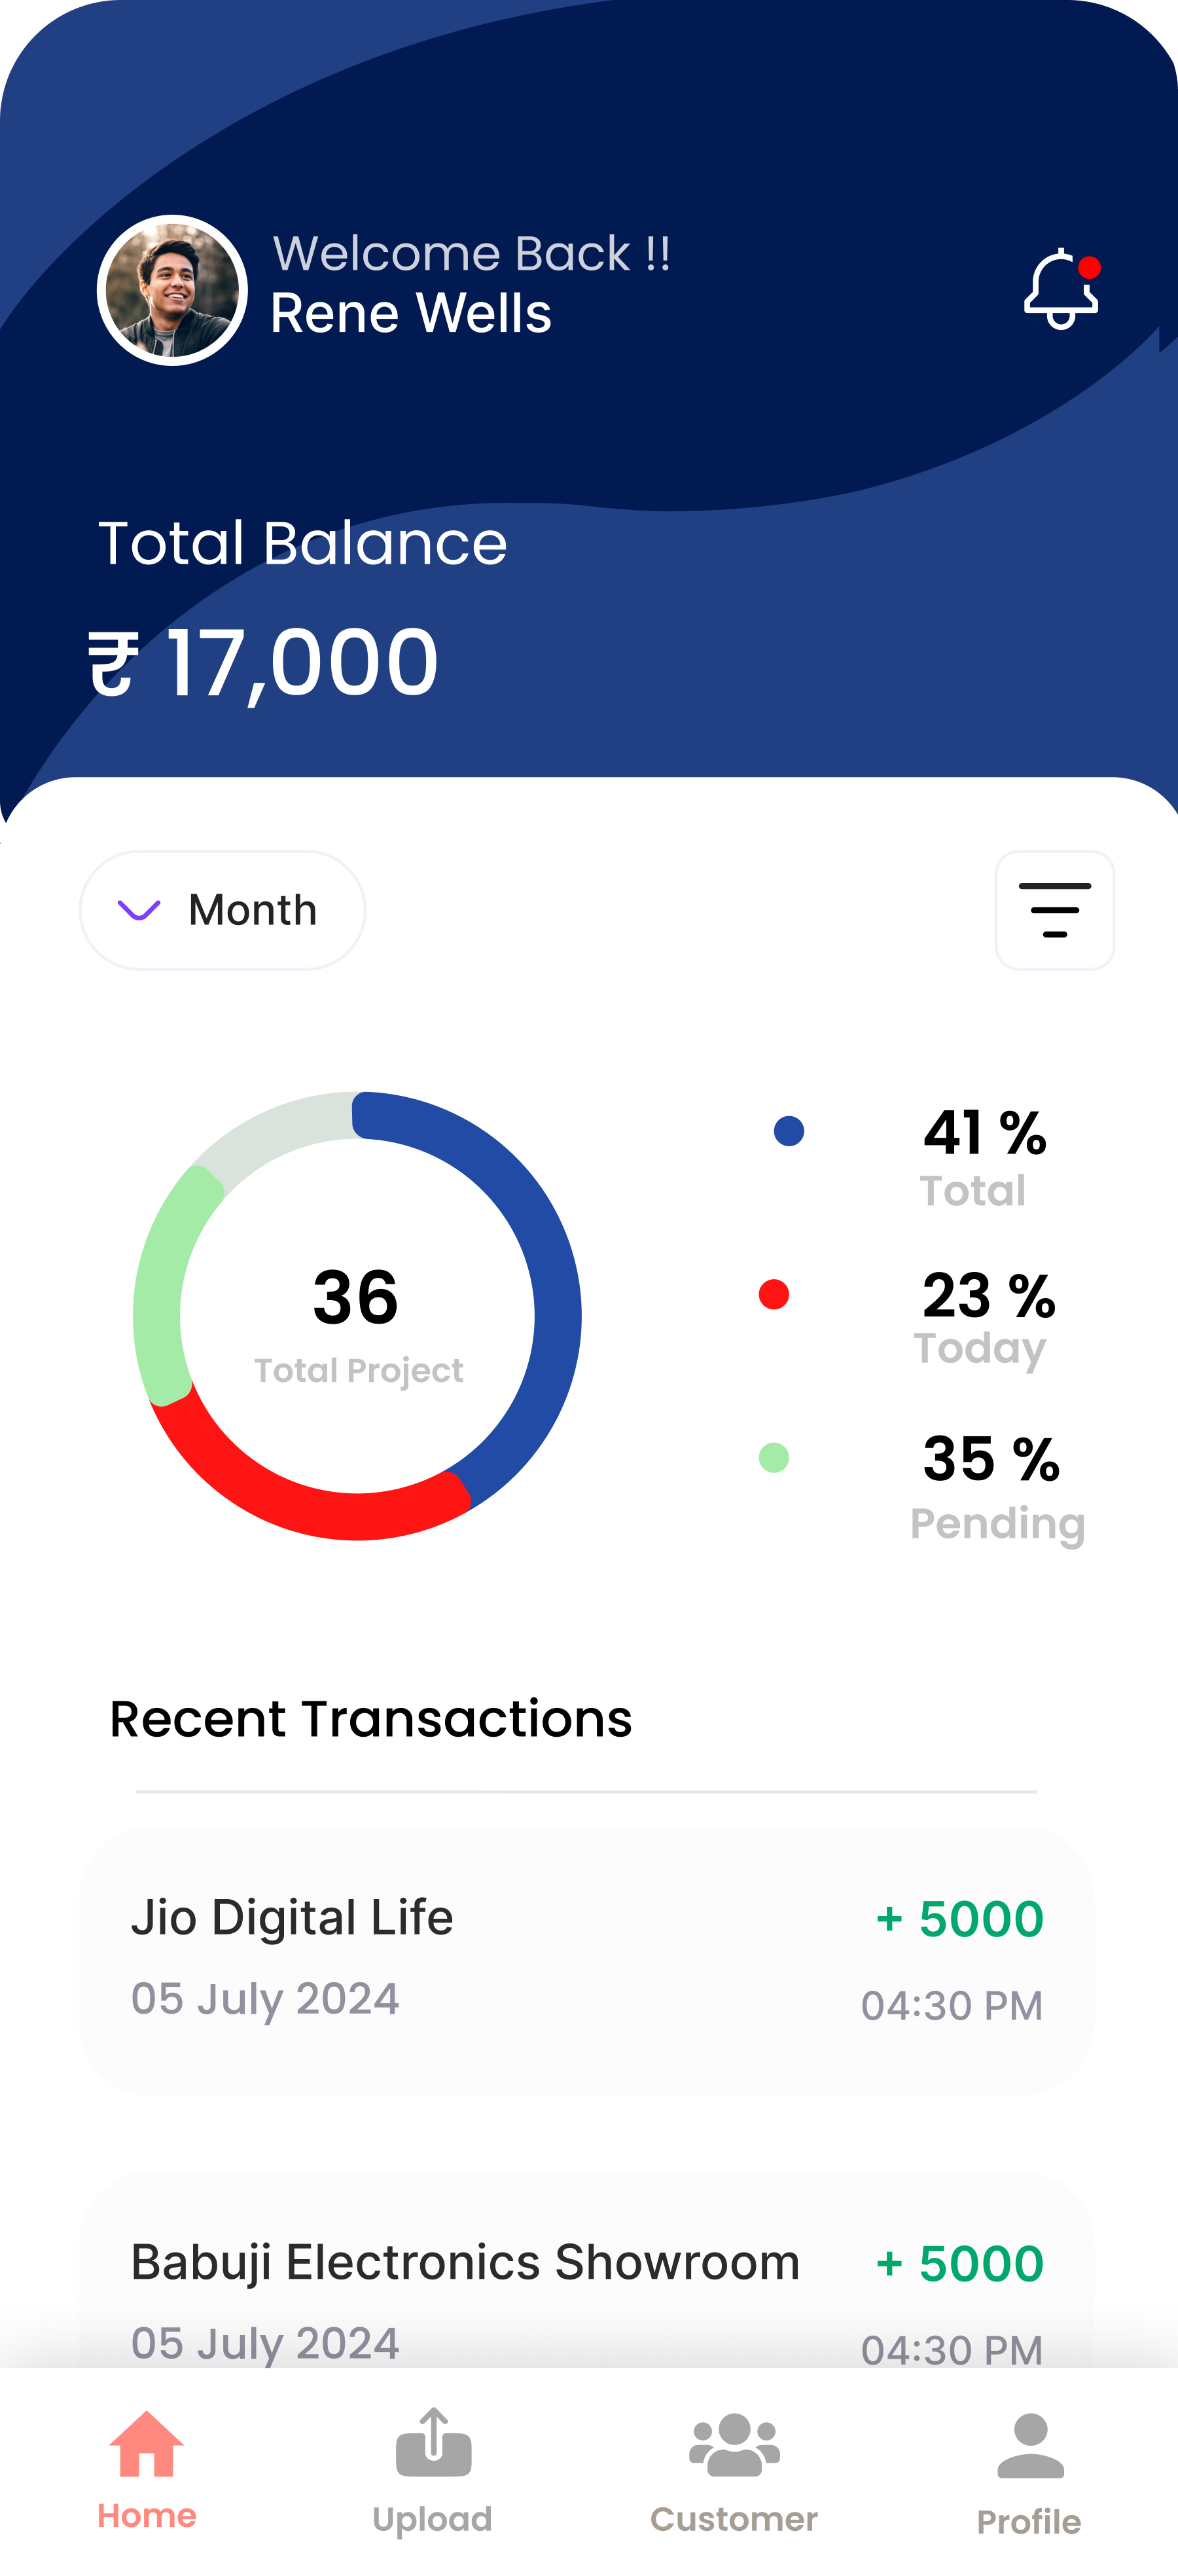 Welcome Back !!
Rene Wells
Total Balance
₹ 17,000
Month
41 %
Total
36
Total Project
23 %
Today
35 %
Pending
Recent Transactions
Jio Digital Life
+ 5000
05 July 2024
04:30 PM
Babuji Electronics Showroom
+ 5000
05 July 2024
04:30 PM
Home
Upload
Customer
Profile